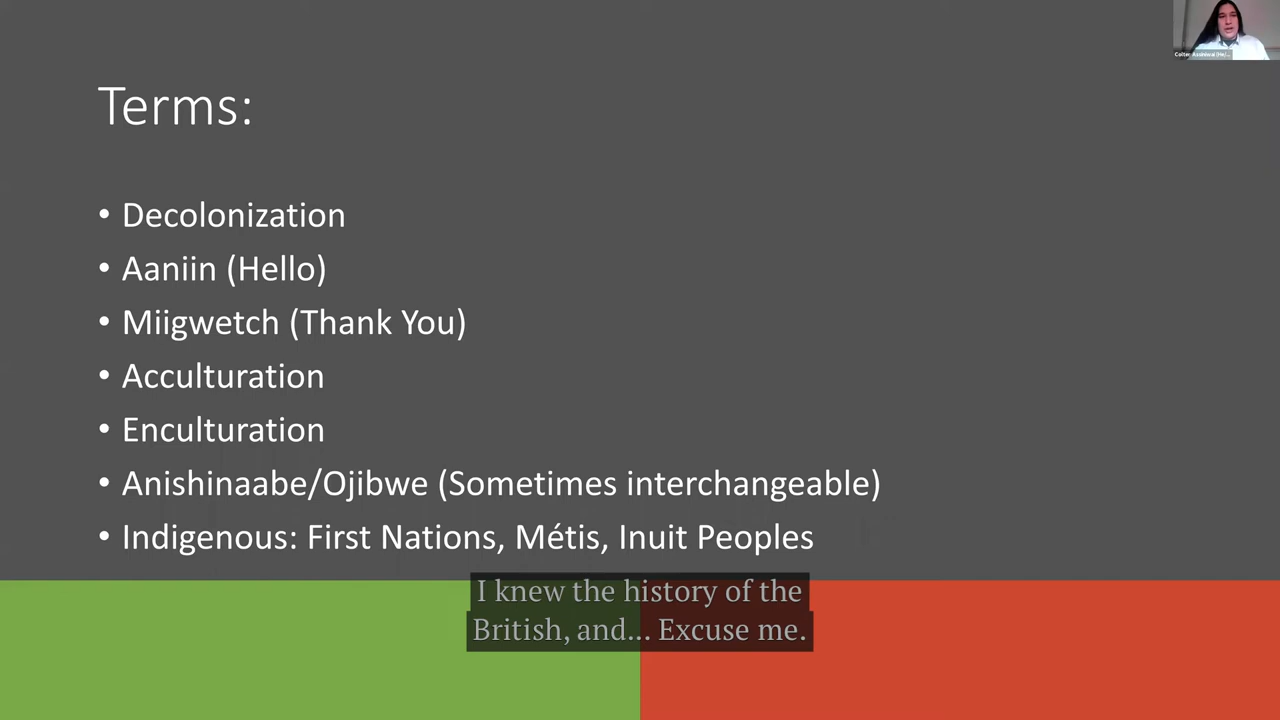 Terms:
• Decolonization
• Aaniin (Hello)
• Miigwetch (Thank You)
• Acculturation
• Enculturation
• Anishinaabe/Ojibwe (Sometimes interchangeable)
• Indigenous: First Nations, Métis, Inuit Peoples
I knew the history of the
British, and... Excuse me.